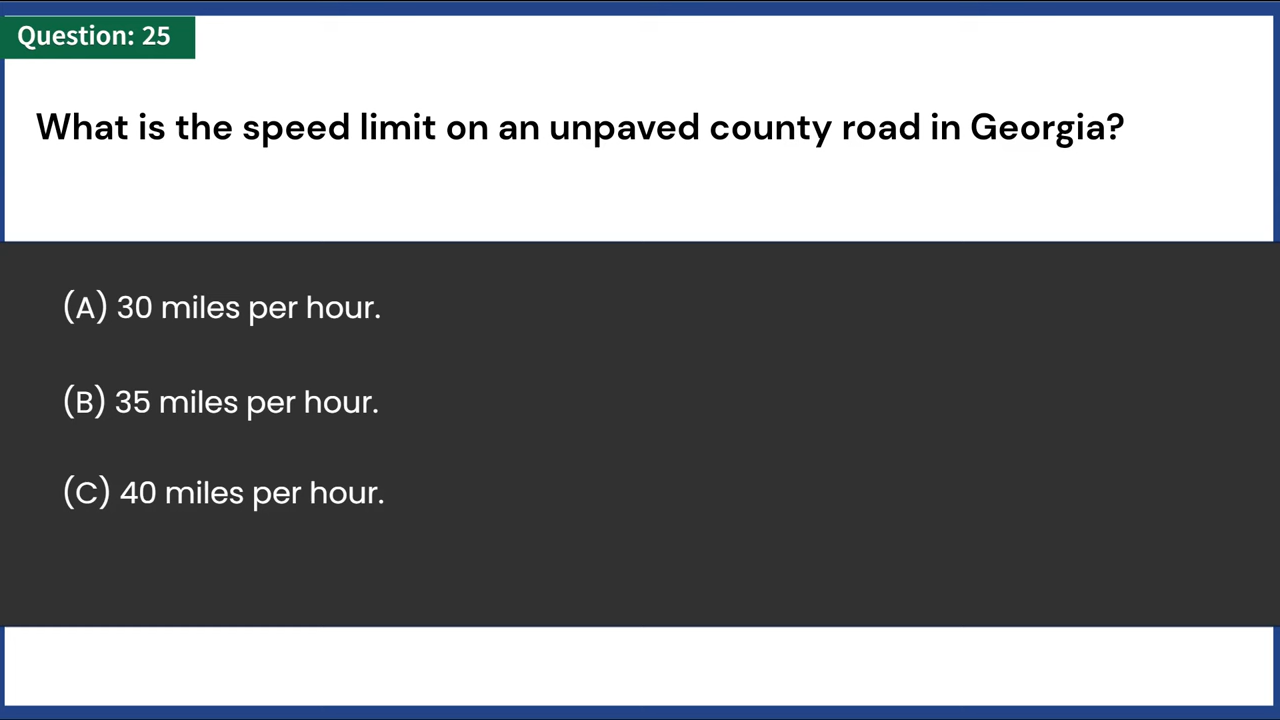 Question: 25
What is the speed limit on an unpaved county road in Georgia?
(A) 30 miles per hour.
(B) 35 miles per hour.
(C) 40 miles per hour.